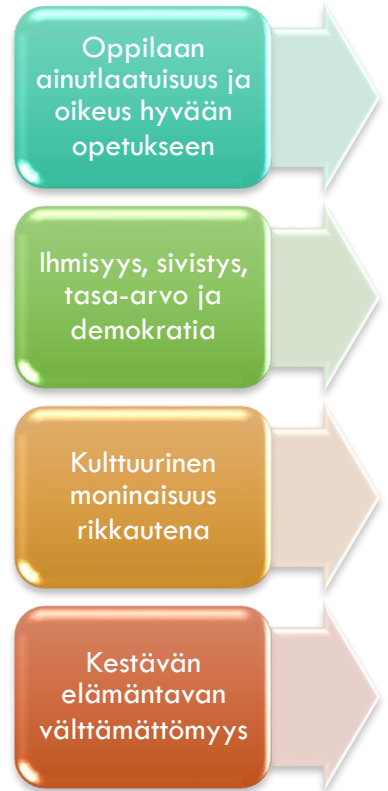 Oppilaan
ainutlaatuisuus ja
oikeus hyvään
opetukseen
Ihmisyys, sivistys,
tasa-arvo ja
demokratia
Kulttuurinen
moninaisuus
rikkautena
Kestävän
elämäntavan
välttämättömyys